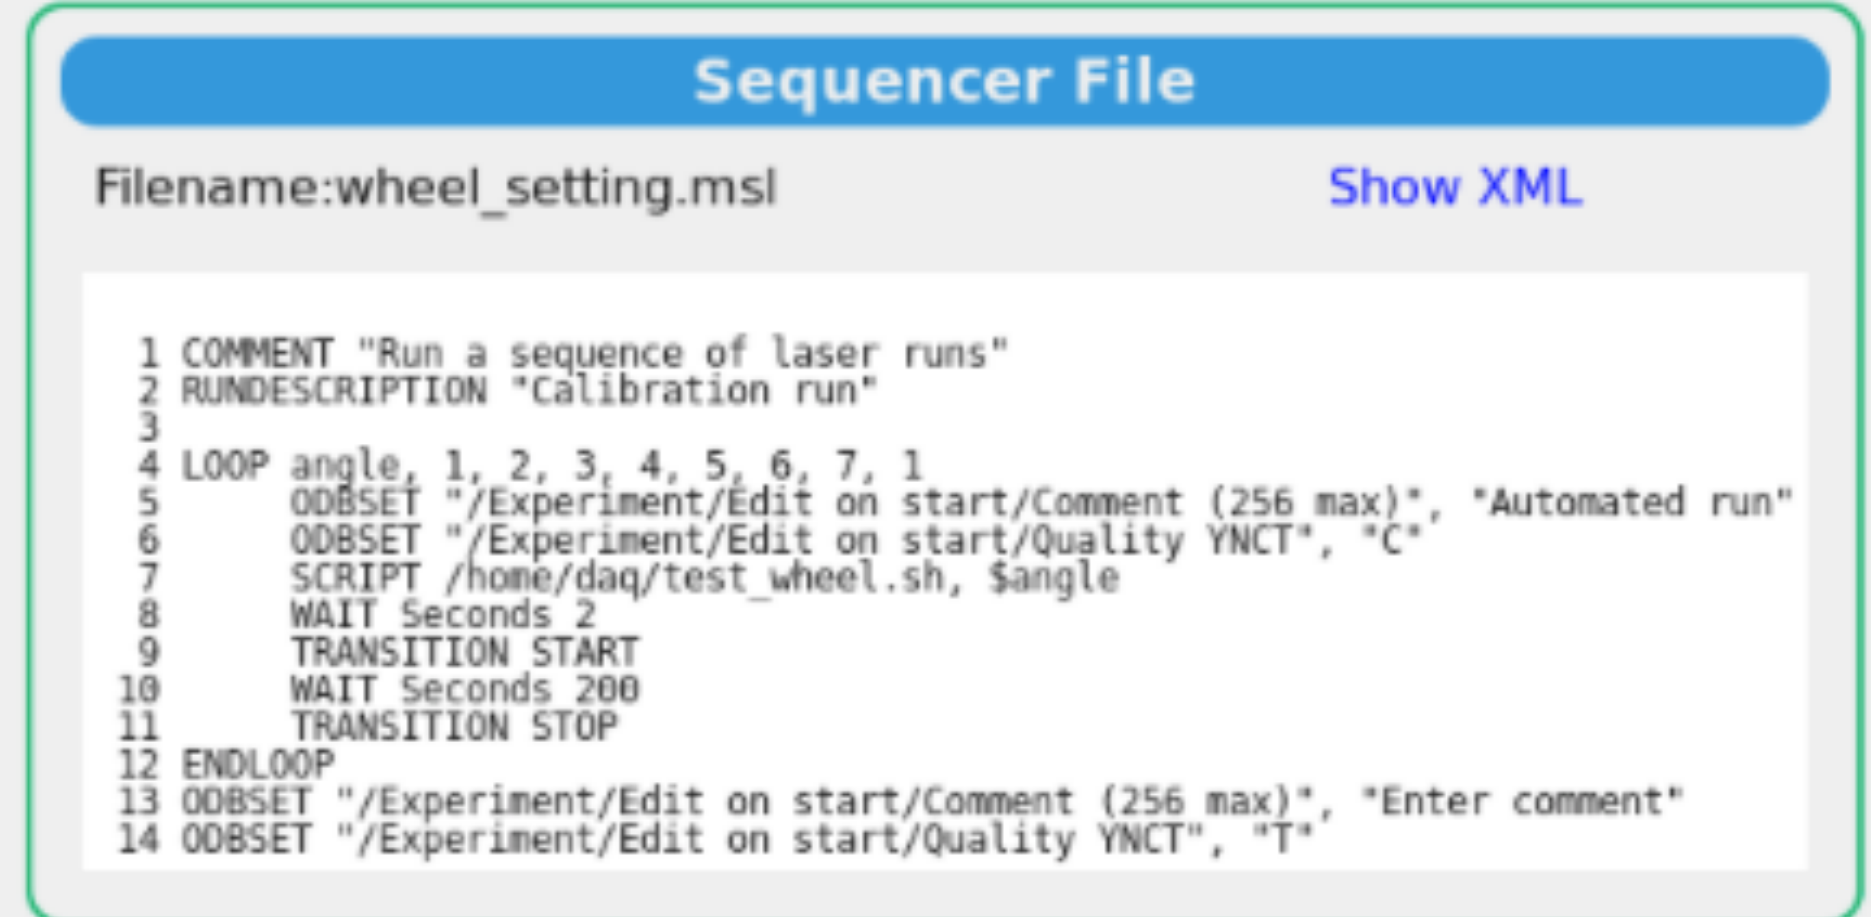 Sequencer File
Filename:wheel_setting.msl Show XML
1 COMMENT "Run a sequence of laser runs"
2 RUNDESCRIPTION "Calibration run"
3
4 LOOP angle, 1, 2, 3, 4, 5, 6, 7, 1
5 ODBSET "/Experiment/Edit on start/Comment (256 max)", "Automated run"
6 ODBSET "/Experiment/Edit on start/Quality YNCT", "C"
7 SCRIPT /home/daq/test_wheel.sh, $angle
8 WAIT Seconds 2
9 TRANSITION START
10 WAIT Seconds 200
11 TRANSITION STOP
12 ENDLOOP
13 ODBSET "/Experiment/Edit on start/Comment (256 max)", "Enter comment"
14 ODBSET "/Experiment/Edit on start/Quality YNCT", "T"